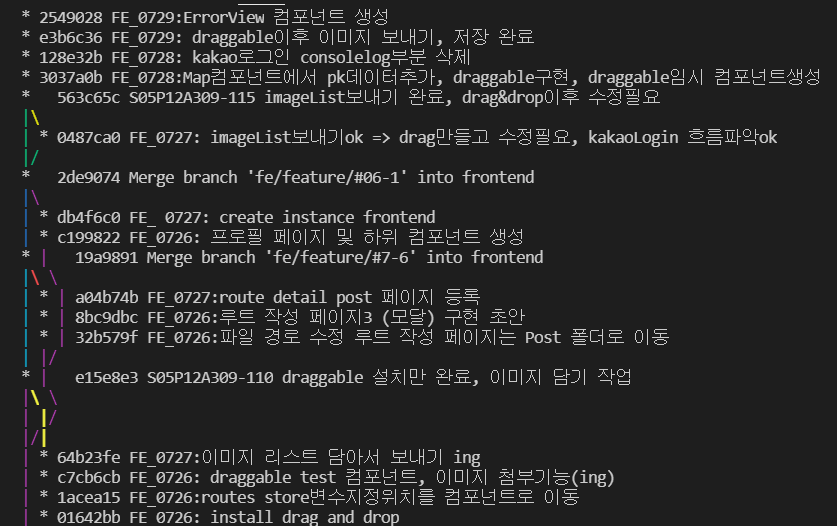 * 2549028 FE_0729:ErrorView 컴포넌트 생성
* e3b6c36 FE_0729: draggable이후 이미지 보내기, 저장 완료
* 128e32b FE_0728: kakao로그인 consolelog부분 삭제
* 3037a0b FE_0728:Map컴포넌트에서 pk데이터추가, draggable구현, draggable임시 컴포넌트생성
*   563c65c S05P12A309-115 imageList보내기 완료, drag&drop이후 수정필요
|\
| * 0487ca0 FE_0727: imageList보내기ok => drag만들고 수정필요, kakaoLogin 흐름파악ok
|/
*   2de9074 Merge branch 'fe/feature/#06-1' into frontend
|\
| * db4f6c0 FE_ 0727: create instance frontend
| * c199822 FE_0726: 프로필 페이지 및 하위 컴포넌트 생성
* |   19a9891 Merge branch 'fe/feature/#7-6' into frontend
|\ \
| * | a04b74b FE_0727:route detail post 페이지 등록
| * | 8bc9dbc FE_0726:루트 작성 페이지3 (모달) 구현 초안
| * | 32b579f FE_0726:파일 경로 수정 루트 작성 페이지는 Post 폴더로 이동
| |/
* |   e15e8e3 S05P12A309-110 draggable 설치만 완료, 이미지 담기 작업
|\ \
| |/
|/|
| * 64b23fe FE_0727:이미지 리스트 담아서 보내기 ing
| * c7cb6cb FE_0726: draggable test 컴포넌트, 이미지 첨부기능(ing)
| * 1acea15 FE_0726:routes store변수지정위치를 컴포넌트로 이동
| * 01642bb FE_0726: install drag and drop